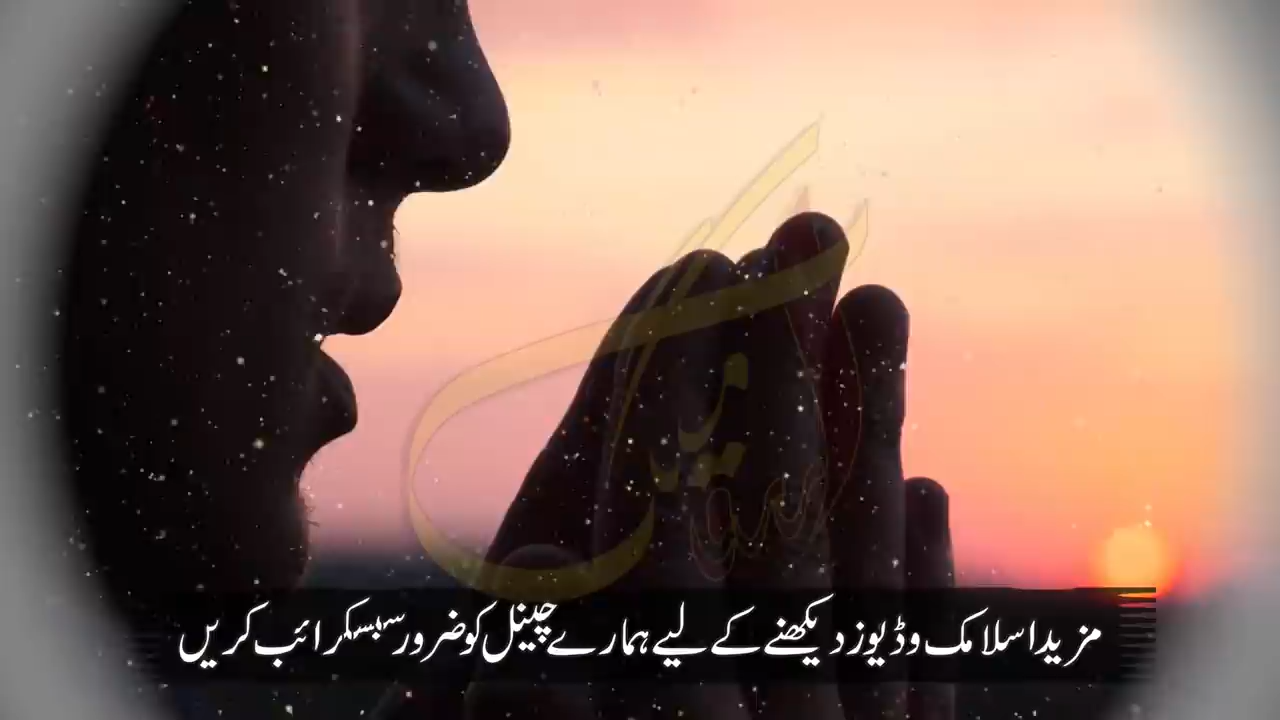 مزید اسلامک وڈیوز دیکھنے کے لیے ہمارے چینل کو ضرور سبسکرائب کریں